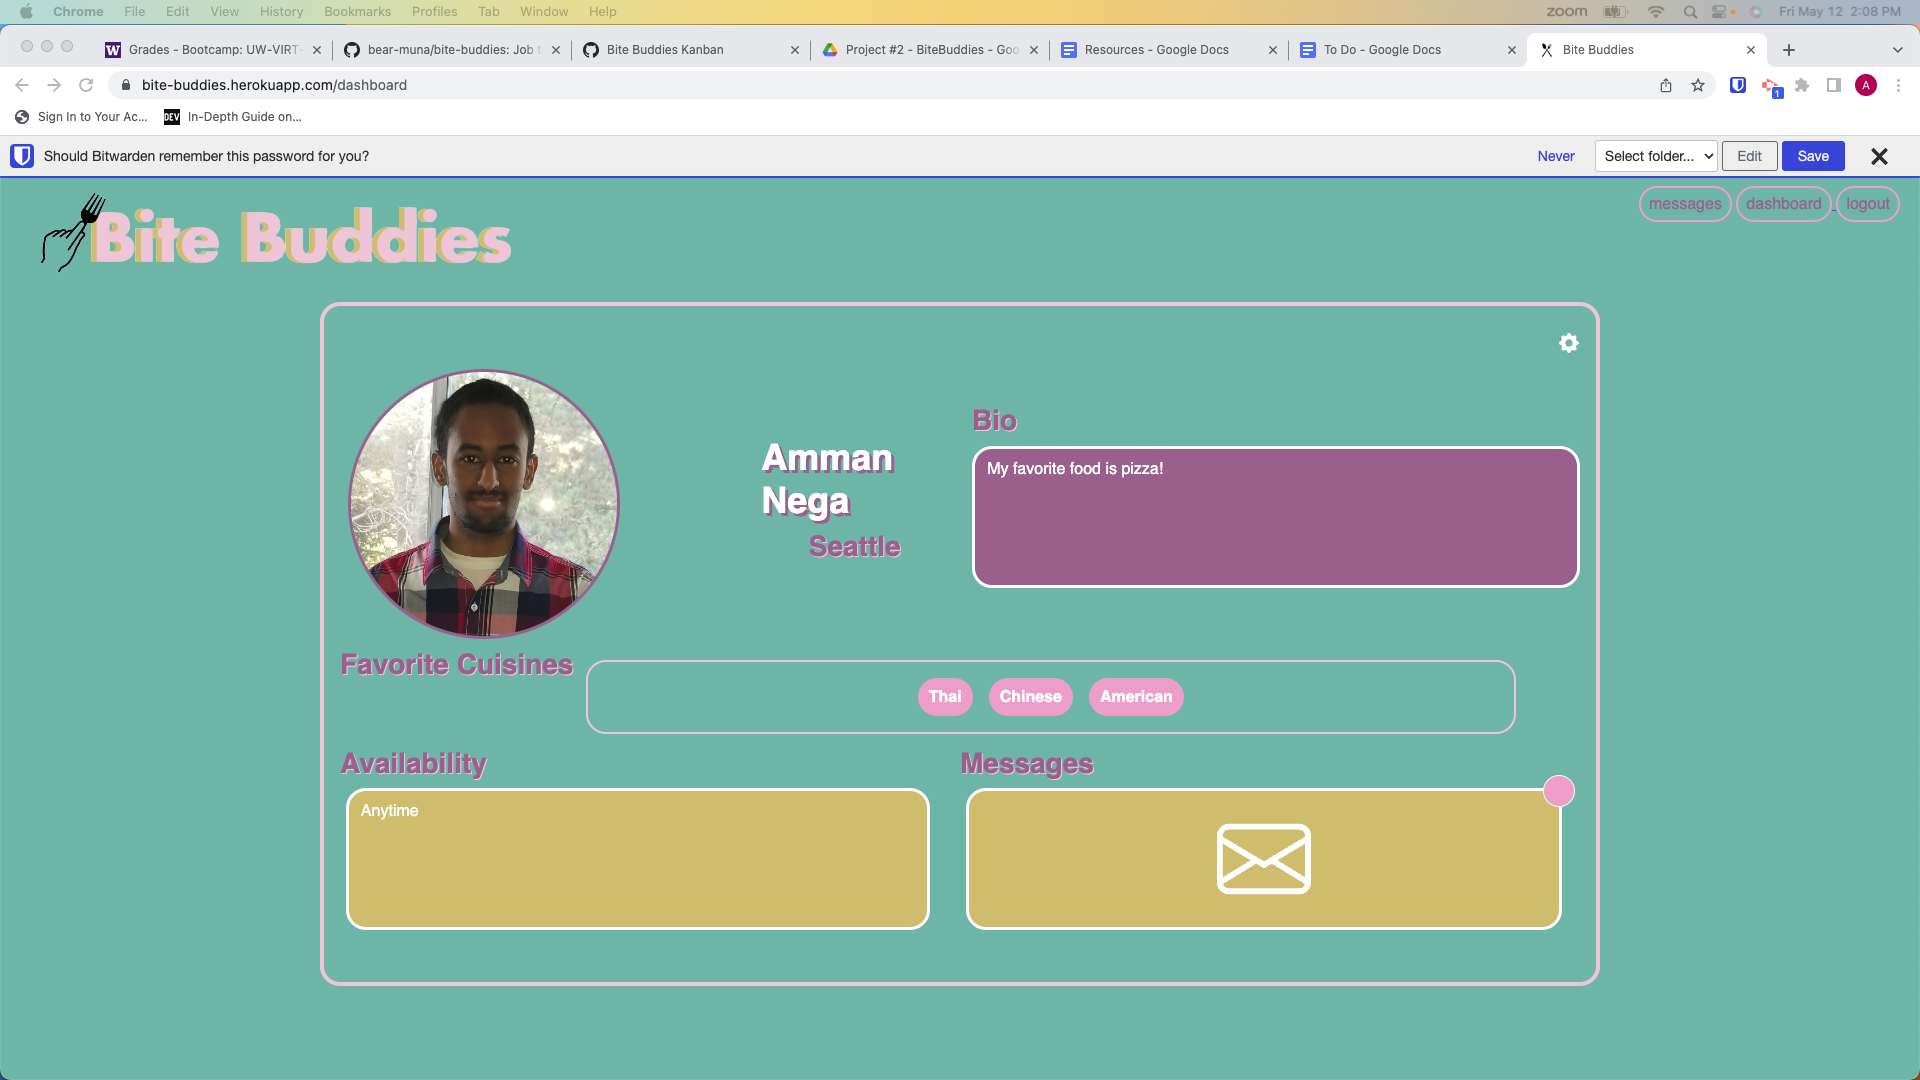 Chrome File Edit View History Bookmarks Profiles Tab Window Help zoom Fri May 12 2:08 PM
W Grades - Bootcamp: UW-VIRT- bear-muna/bite-buddies: Job t Bite Buddies Kanban Project #2 - BiteBuddies - Goo Resources - Google Docs To Do - Google Docs Bite Buddies
bite-buddies.herokuapp.com/dashboard 1 A
Sign In to Your Ac... DEV In-Depth Guide on...
Should Bitwarden remember this password for you? Never Select folder... Edit Save
messages dashboard logout
Bite Buddies
Bio
Amman
Nega
Seattle
My favorite food is pizza!
Favorite Cuisines
Thai Chinese American
Availability
Messages
Anytime